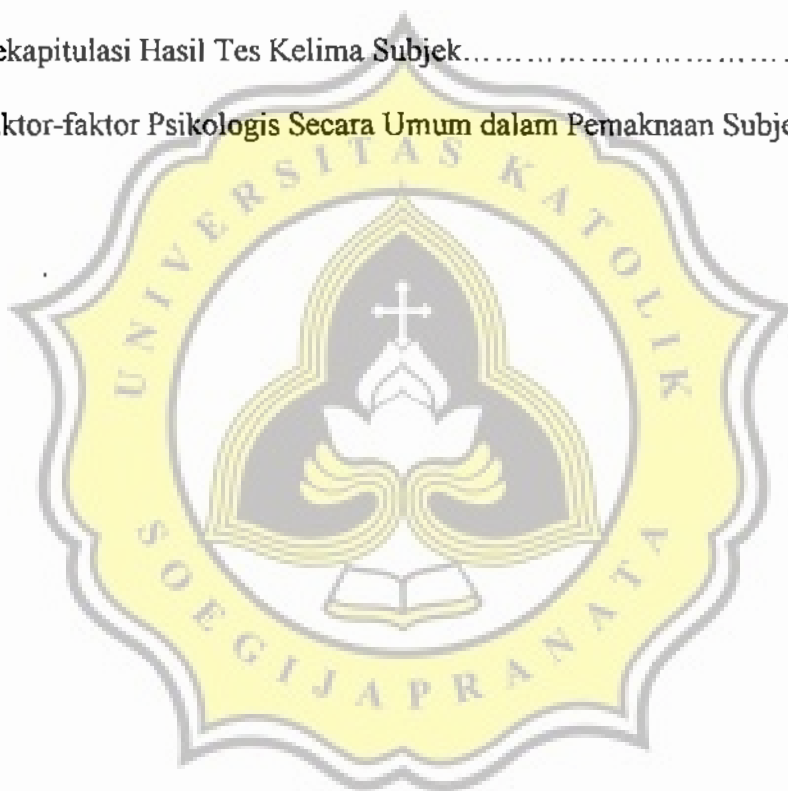 ekapitulasi Hasil Tes Kelima Subjek..............................
ktor-faktor Psikologis Secara Umum dalam Pemaknaan Subje
UNIVERSITAS KATOLIK
SOEGIJAPRANATA